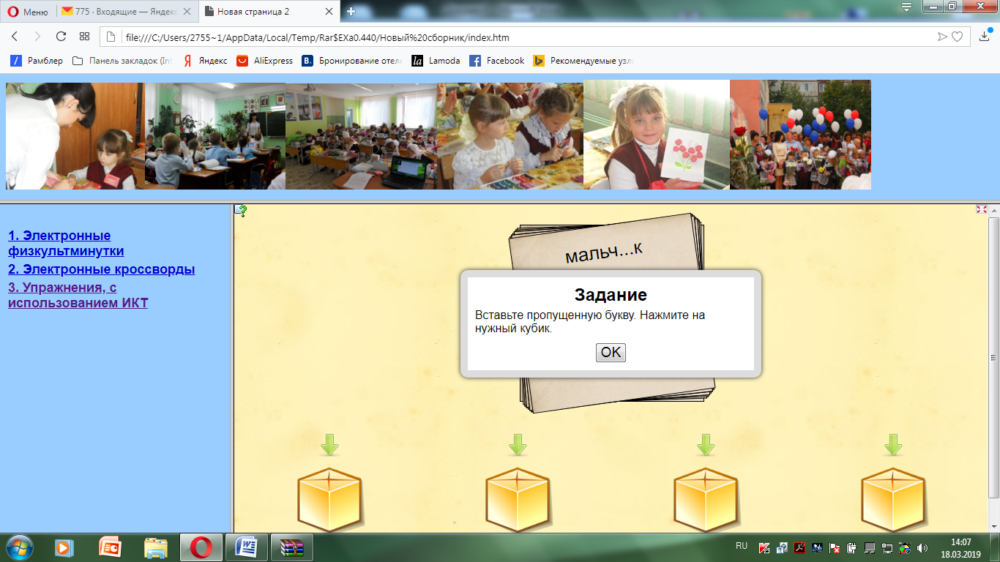 Меню
775 · Входящие — Яндекс
Новая страница 2
file:///C:/Users/2755~1/AppData/Local/Temp/Rar$EXa0.440/Новый%20сборник/index.htm
Рамблер
Панель закладок (Int
Яндекс
AliExpress
Бронирование отеле
Lamoda
Facebook
Рекомендуемые узл
1. Электронные
физкультминутки
2. Электронные кроссворды
3. Упражнения, с
использованием ИКТ
мальч...к
Задание
Вставьте пропущенную букву. Нажмите на
нужный кубик.
OK
RU
14:07
18.03.2019